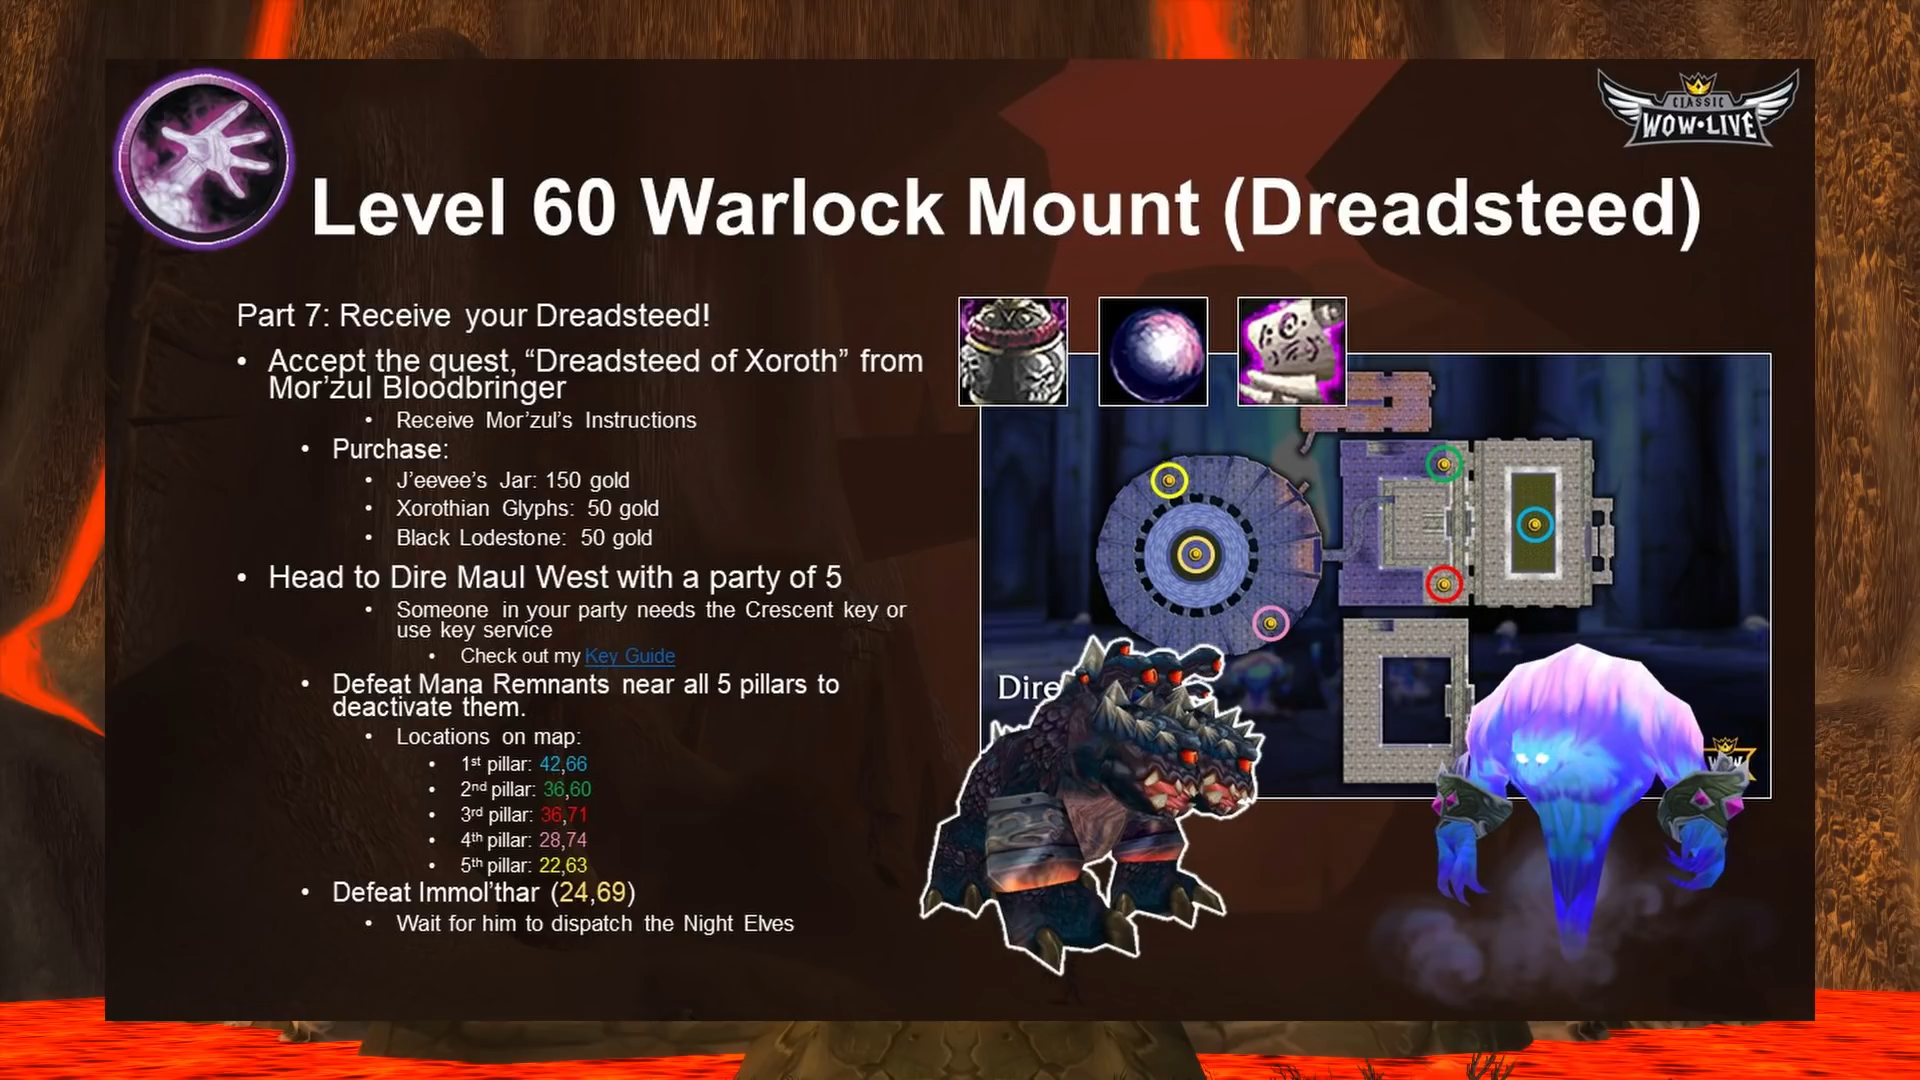 CLASSIC
WOW•LIVE
Level 60 Warlock Mount (Dreadsteed)
Part 7: Receive your Dreadsteed!
• Accept the quest, “Dreadsteed of Xoroth” from
Mor’zul Bloodbringer
• Receive Mor’zul’s Instructions
• Purchase:
• J’eevee’s Jar: 150 gold
• Xorothian Glyphs: 50 gold
• Black Lodestone: 50 gold
• Head to Dire Maul West with a party of 5
• Someone in your party needs the Crescent key or
use key service
• Check out my Key Guide
• Defeat Mana Remnants near all 5 pillars to
deactivate them.
• Locations on map:
• 1st pillar: 42,66
• 2nd pillar: 36,60
• 3rd pillar: 36,71
• 4th pillar: 28,74
• 5th pillar: 22,63
• Defeat Immol’thar (24,69)
• Wait for him to dispatch the Night Elves
Dire